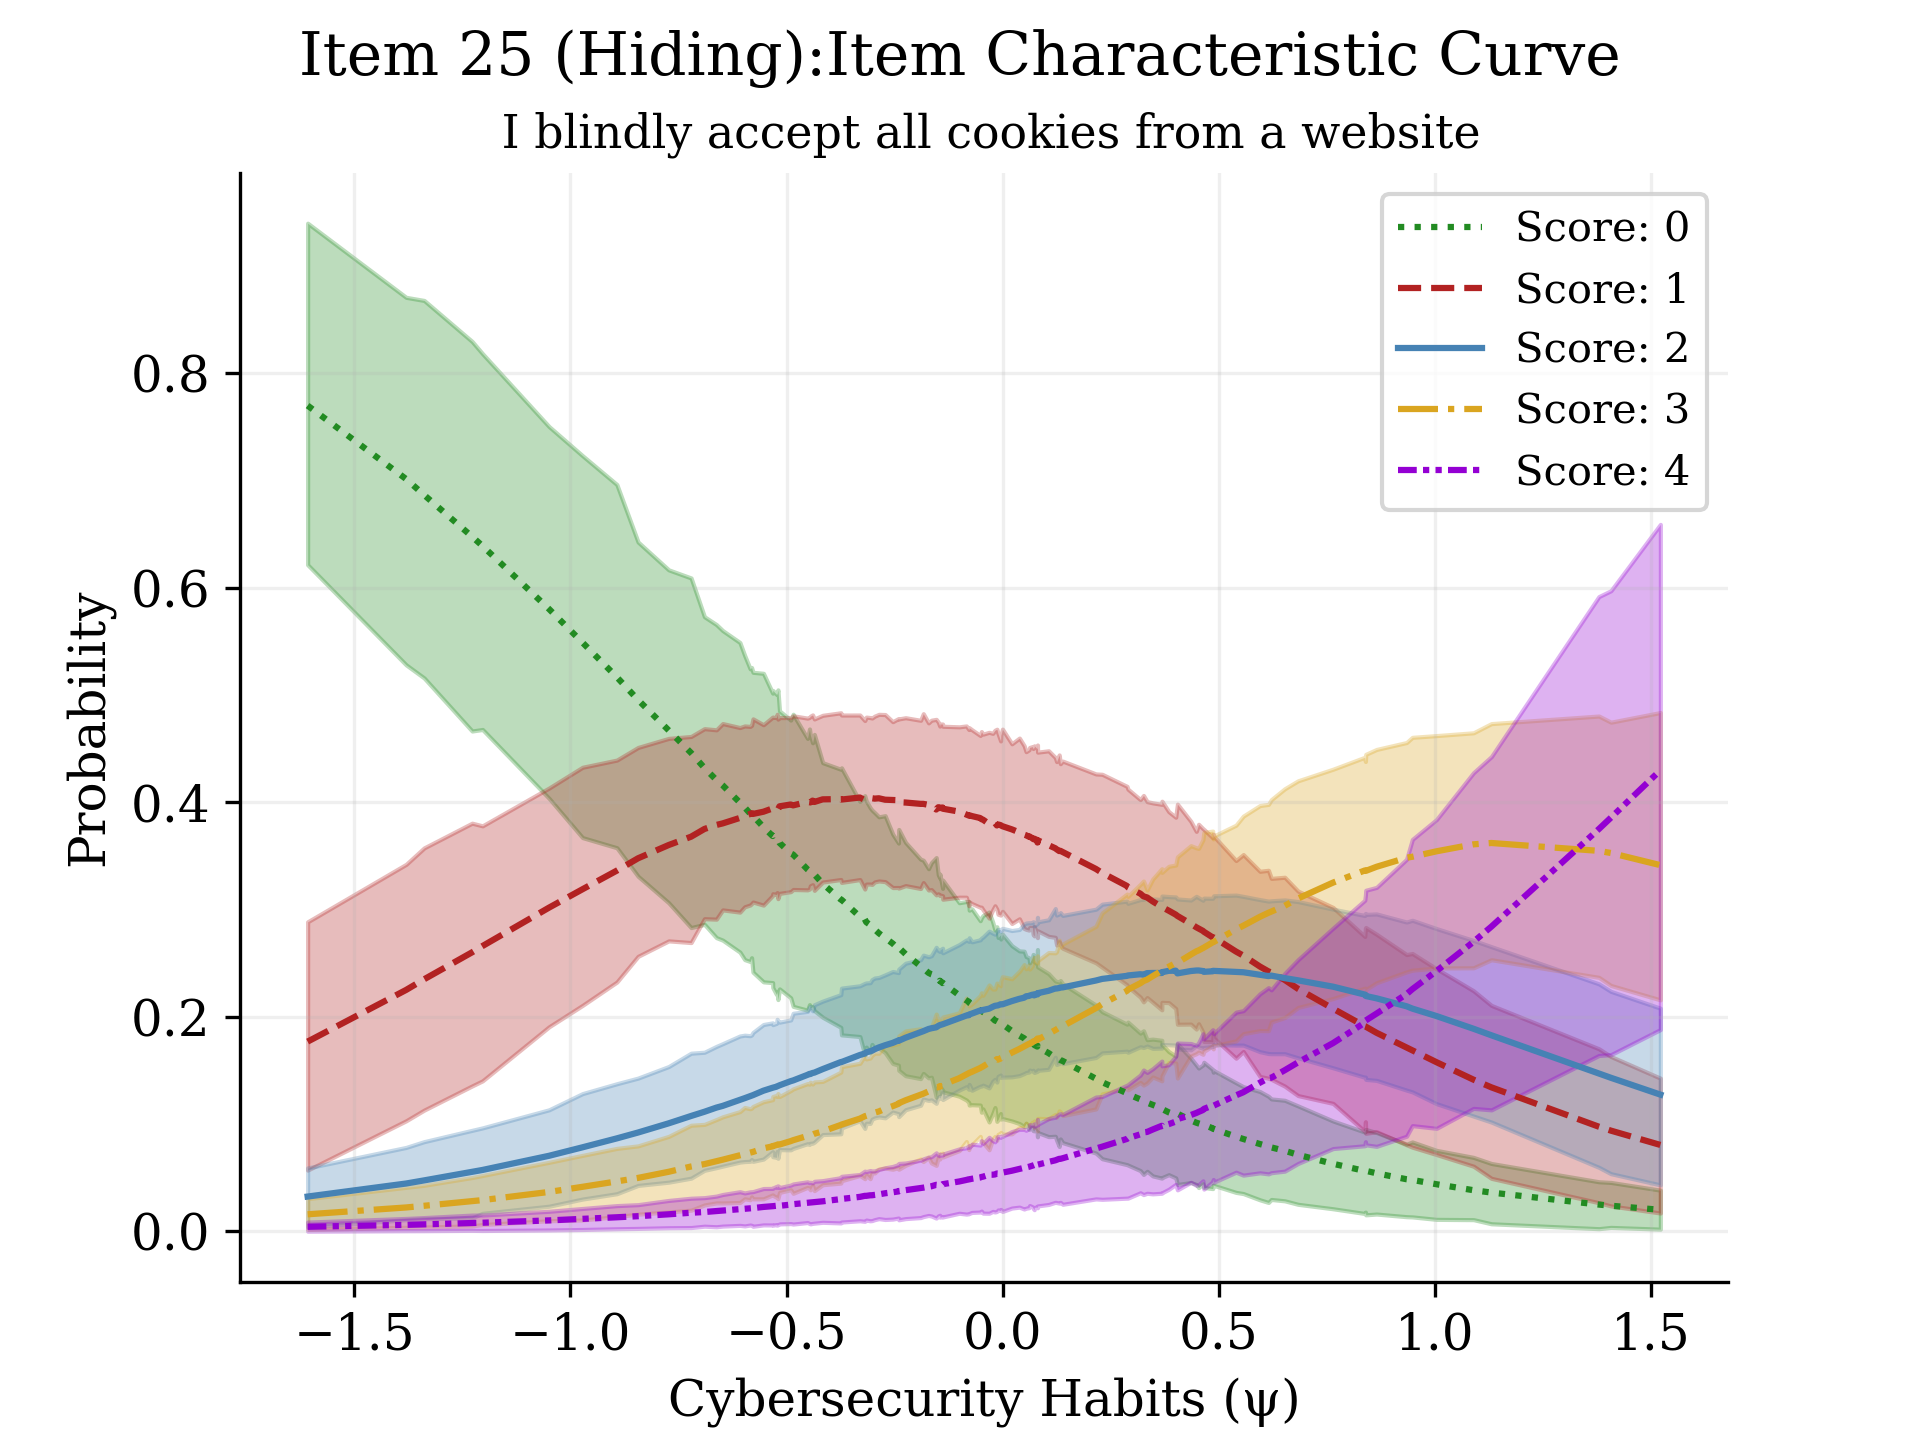 Item 25 (Hiding):Item Characteristic Curve
I blindly accept all cookies from a website
Score: 0
Score: 1
Score: 2
Score: 3
Score: 4
Probability
0.8
0.6
0.4
0.2
0.0
−1.5 −1.0 −0.5 0.0 0.5 1.0 1.5
Cybersecurity Habits (ψ)